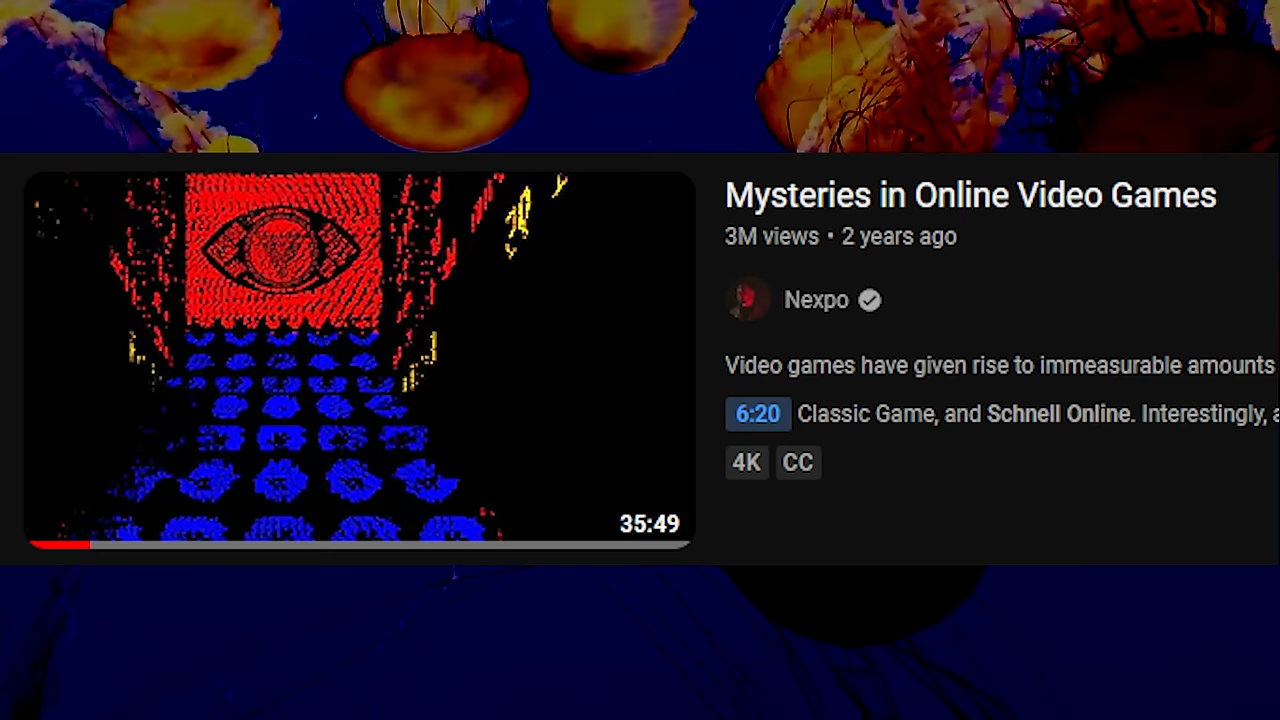 Mysteries in Online Video Games
3M views • 2 years ago
Nexpo
Video games have given rise to immeasurable amounts
6:20 Classic Game, and Schnell Online. Interestingly, a
4K CC
35:49